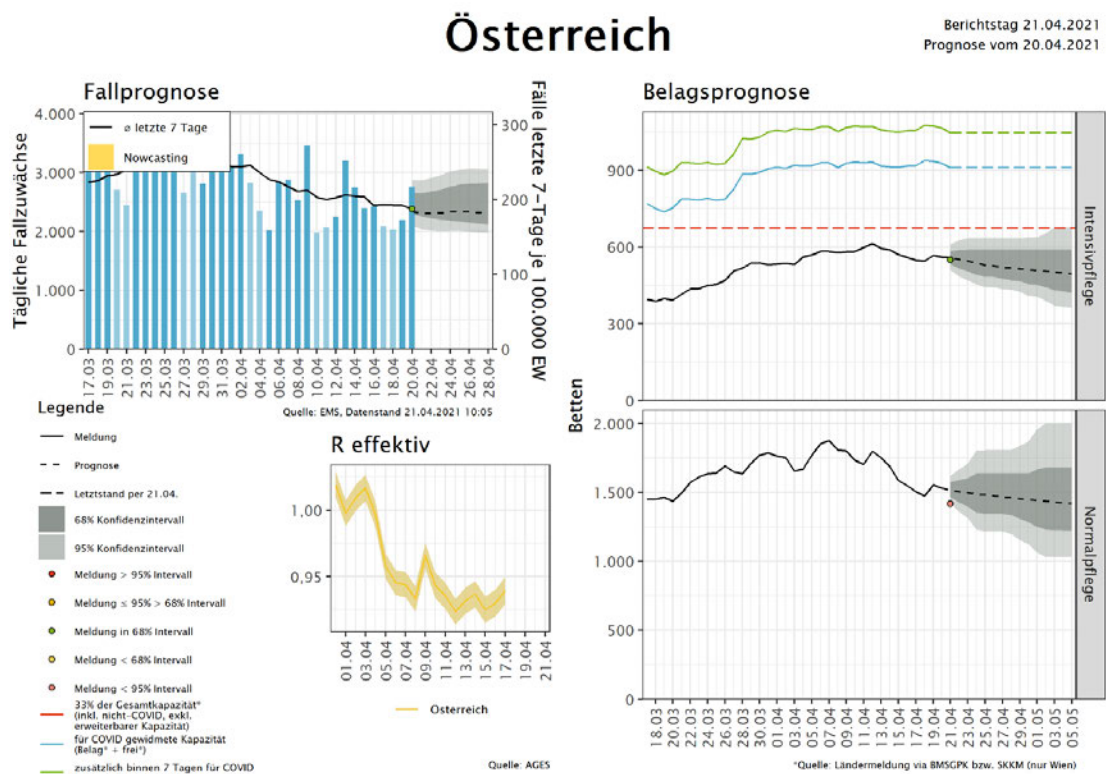 Österreich
Berichtstag 21.04.2021
Prognose vom 20.04.2021
Fallprognose
Tägliche Fallzuwächse
Fälle letzte 7-Tage je 100.000 EW
ø letzte 7 Tage
Nowcasting
4.000
3.000
2.000
1.000
0
300
200
100
0
17.03
19.03
21.03
23.03
25.03
27.03
29.03
31.03
02.04
04.04
06.04
08.04
10.04
12.04
14.04
16.04
18.04
20.04
22.04
24.04
26.04
28.04
Quelle: EMS, Datenstand 21.04.2021 10:05
Legende
Meldung
Prognose
Letztstand per 21.04.
68% Konfidenzintervall
95% Konfidenzintervall
Meldung > 95% Intervall
Meldung ≤ 95% > 68% Intervall
Meldung in 68% Intervall
Meldung < 68% Intervall
Meldung < 95% Intervall
33% der Gesamtkapazität*
(inkl. nicht-COVID, exkl.
erweiterbarer Kapazität)
für COVID gewidmete Kapazität
(Belag* + frei*)
zusätzlich binnen 7 Tagen für COVID
R effektiv
1,00
0,95
01.04
03.04
05.04
07.04
09.04
11.04
13.04
15.04
17.04
19.04
21.04
Österreich
Quelle: AGES
Belagsprognose
Betten
900
600
300
0
Intensivpflege
2.000
1.500
1.000
500
0
Normalpflege
18.03
20.03
22.03
24.03
26.03
28.03
30.03
01.04
03.04
05.04
07.04
09.04
11.04
13.04
15.04
17.04
19.04
21.04
23.04
25.04
27.04
29.04
01.05
03.05
05.05
*Quelle: Ländermeldung via BMSGPK bzw. SKKM (nur Wien)